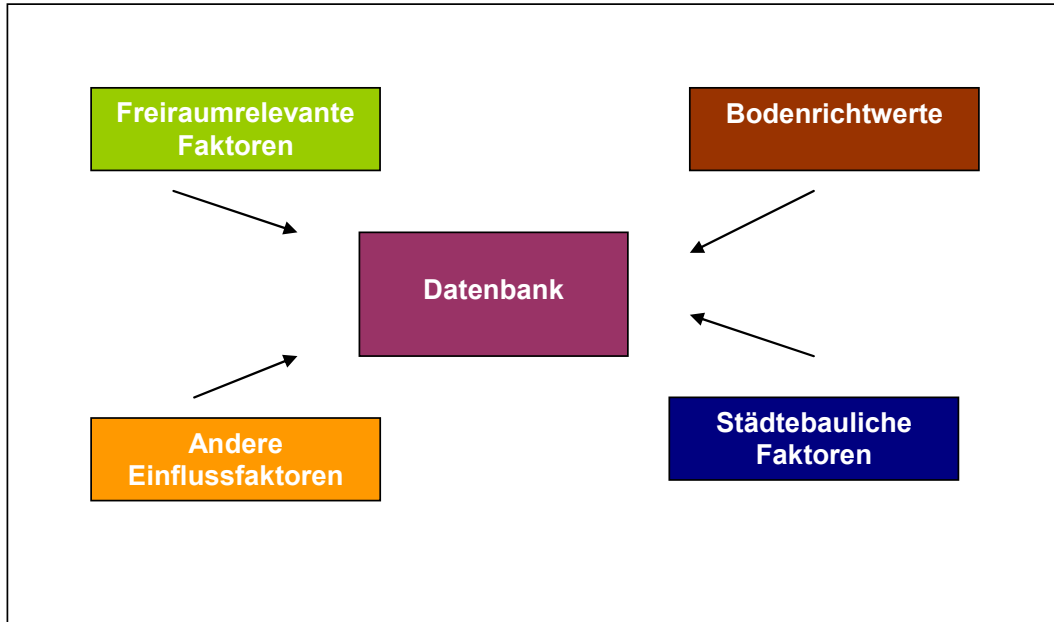 Freiraumrelevante
Faktoren
Bodenrichtwerte
Datenbank
Andere
Einflussfaktoren
Städtebauliche
Faktoren